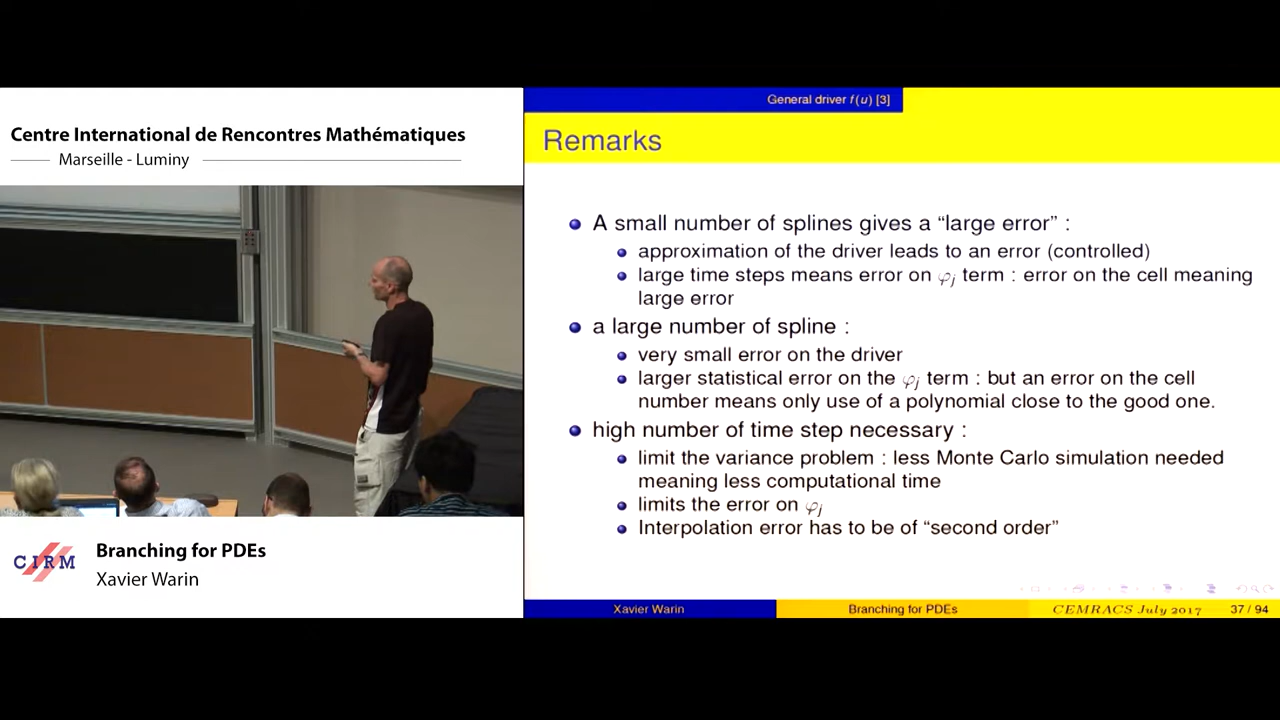 Centre International de Rencontres Mathématiques
Marseille - Luminy
CIRM
Branching for PDEs
Xavier Warin
General driver f(u) [3]
Remarks
A small number of splines gives a “large error” :
approximation of the driver leads to an error (controlled)
large time steps means error on φj term : error on the cell meaning
large error
a large number of spline :
very small error on the driver
larger statistical error on the φj term : but an error on the cell
number means only use of a polynomial close to the good one.
high number of time step necessary :
limit the variance problem : less Monte Carlo simulation needed
meaning less computational time
limits the error on φj
Interpolation error has to be of “second order”
Xavier Warin
Branching for PDEs
CEMRACS July 2017
37 / 94